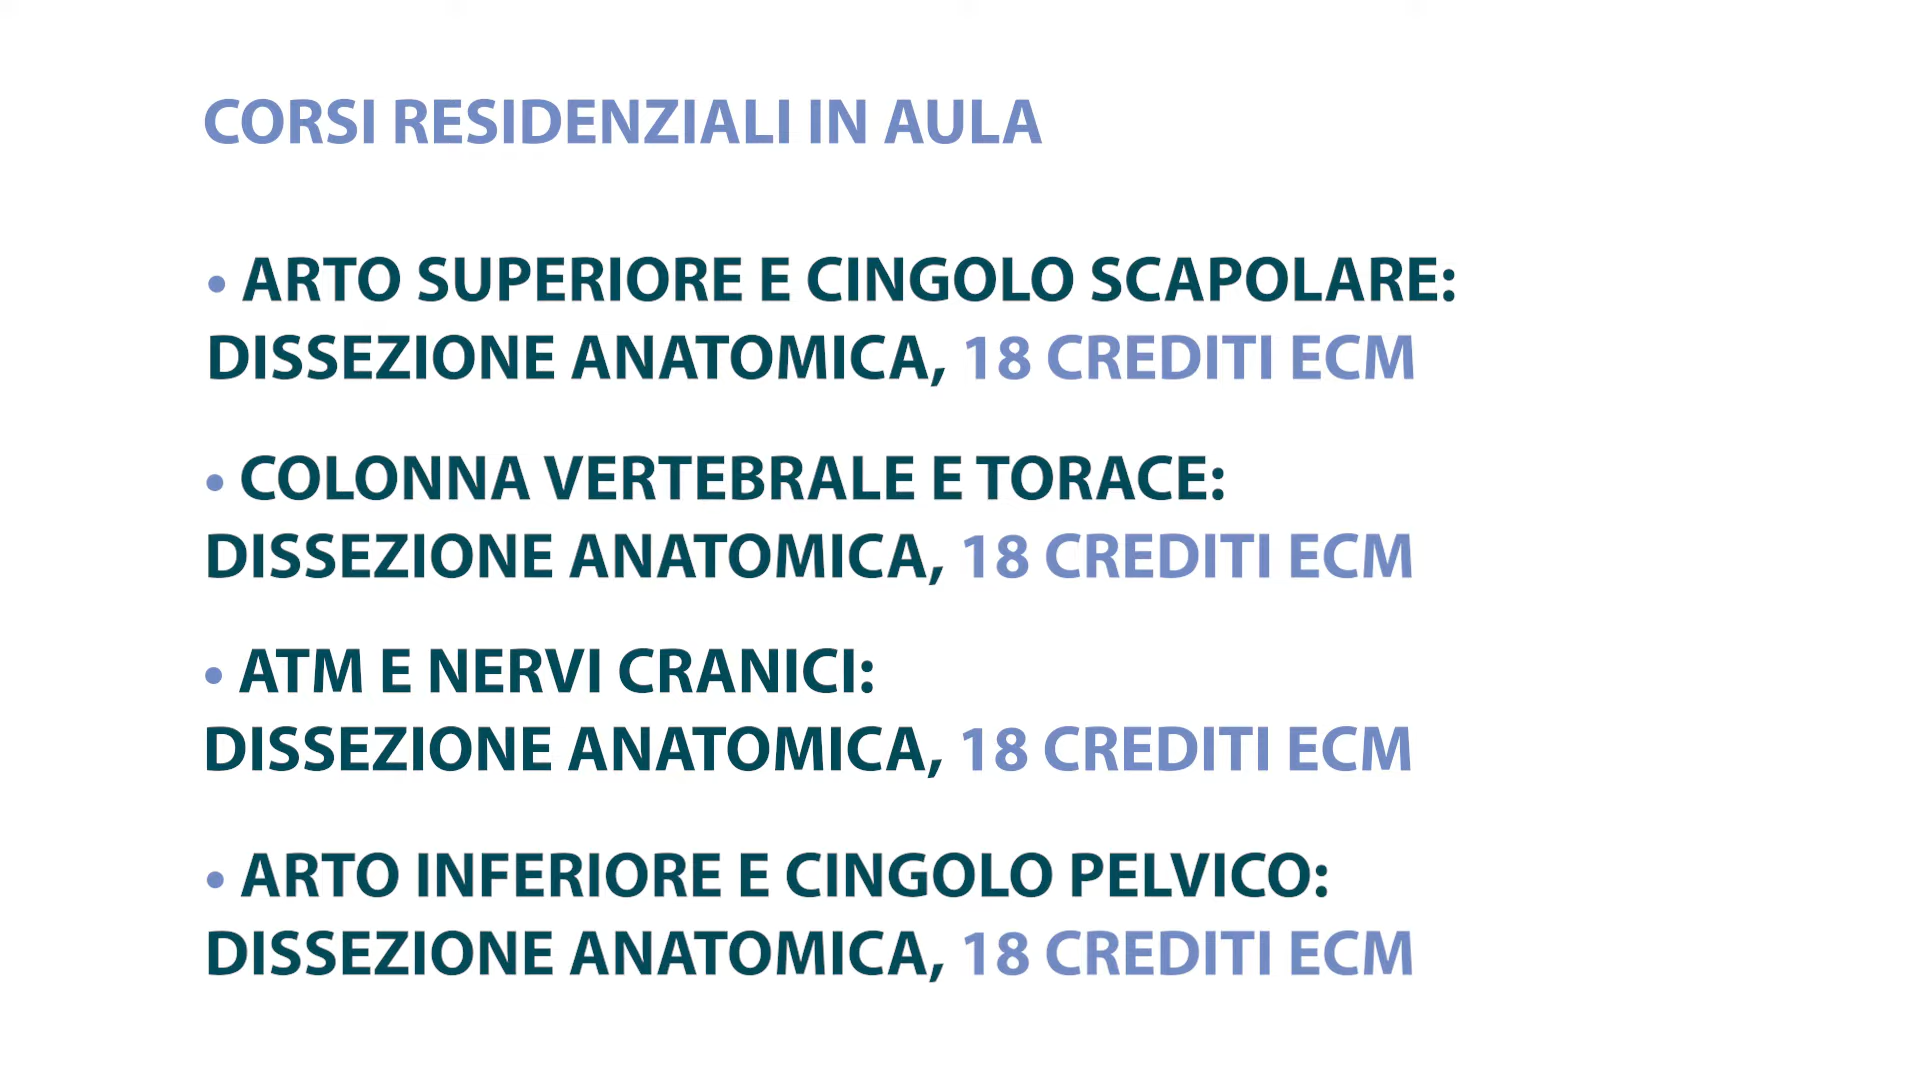 CORSI RESIDENZIALI IN AULA
• ARTO SUPERIORE E CINGOLO SCAPOLARE:
DISSEZIONE ANATOMICA, 18 CREDITI ECM
• COLONNA VERTEBRALE E TORACE:
DISSEZIONE ANATOMICA, 18 CREDITI ECM
• ATM E NERVI CRANICI:
DISSEZIONE ANATOMICA, 18 CREDITI ECM
• ARTO INFERIORE E CINGOLO PELVICO:
DISSEZIONE ANATOMICA, 18 CREDITI ECM